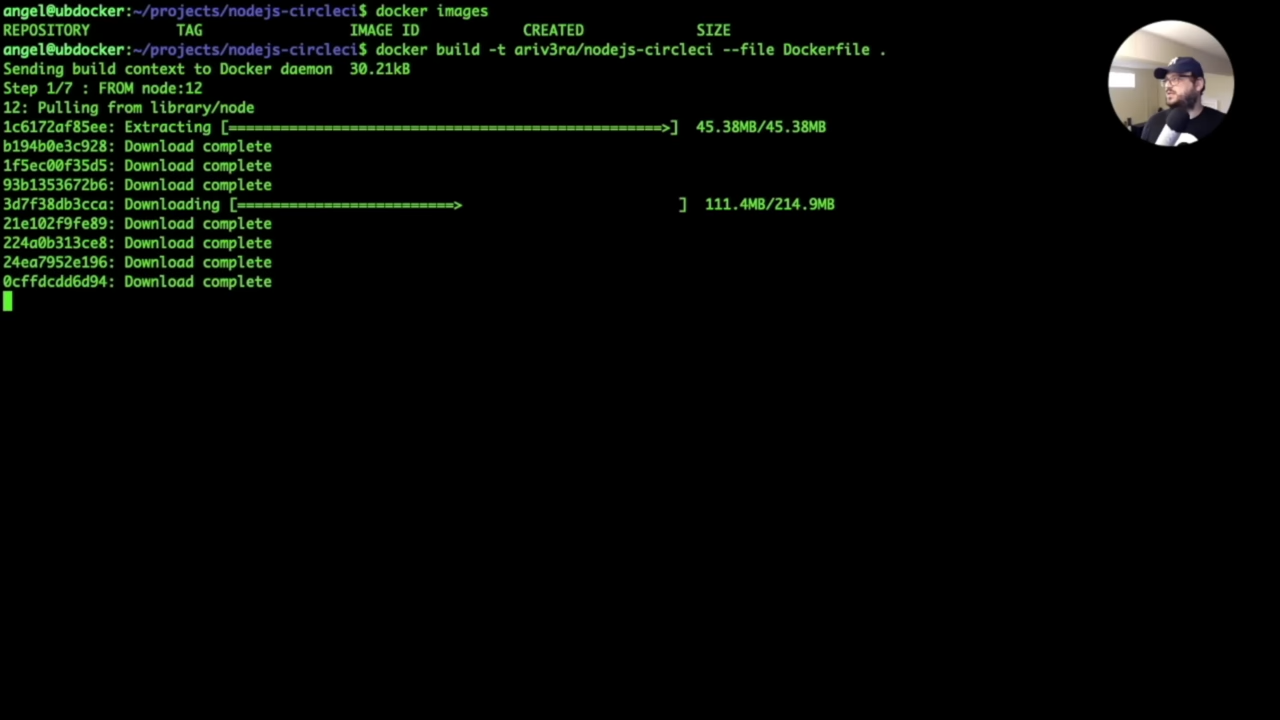 angel@ubdocker:~/projects/nodejs-circleci$ docker images
REPOSITORY TAG IMAGE ID CREATED SIZE
angel@ubdocker:~/projects/nodejs-circleci$ docker build -t ariv3ra/nodejs-circleci --file Dockerfile .
Sending build context to Docker daemon 30.21kB
Step 1/7 : FROM node:12
12: Pulling from library/node
1c6172af85ee: Extracting [==================================================>] 45.38MB/45.38MB
b194b0e3c928: Download complete
1f5ec00f35d5: Download complete
93b1353672b6: Download complete
3d7f38db3cca: Downloading [=========================> ] 111.4MB/214.9MB
21e102f9fe89: Download complete
224a0b313ce8: Download complete
24ea7952e196: Download complete
0cffdcdd6d94: Download complete